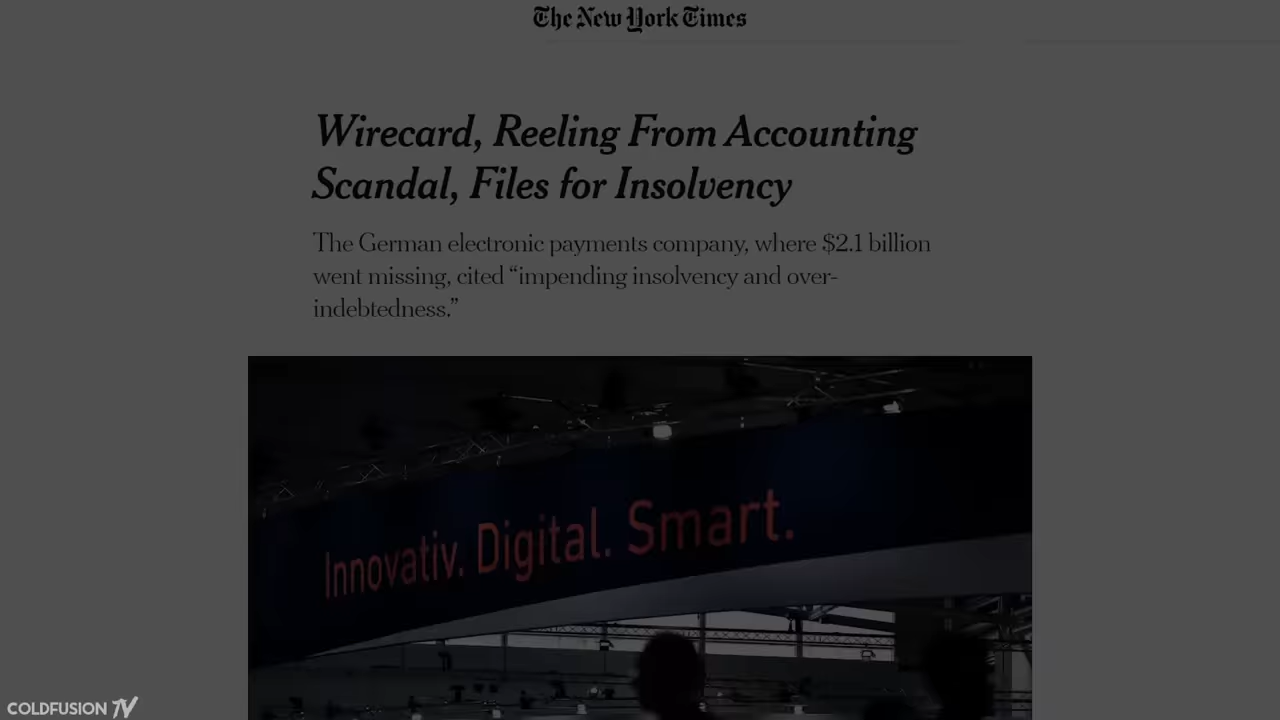 The New York Times
Wirecard, Reeling From Accounting
Scandal, Files for Insolvency
The German electronic payments company, where $2.1 billion
went missing, cited “impending insolvency and over-
indebtedness.”
Innovativ. Digital. Smart.
COLDFUSION TV